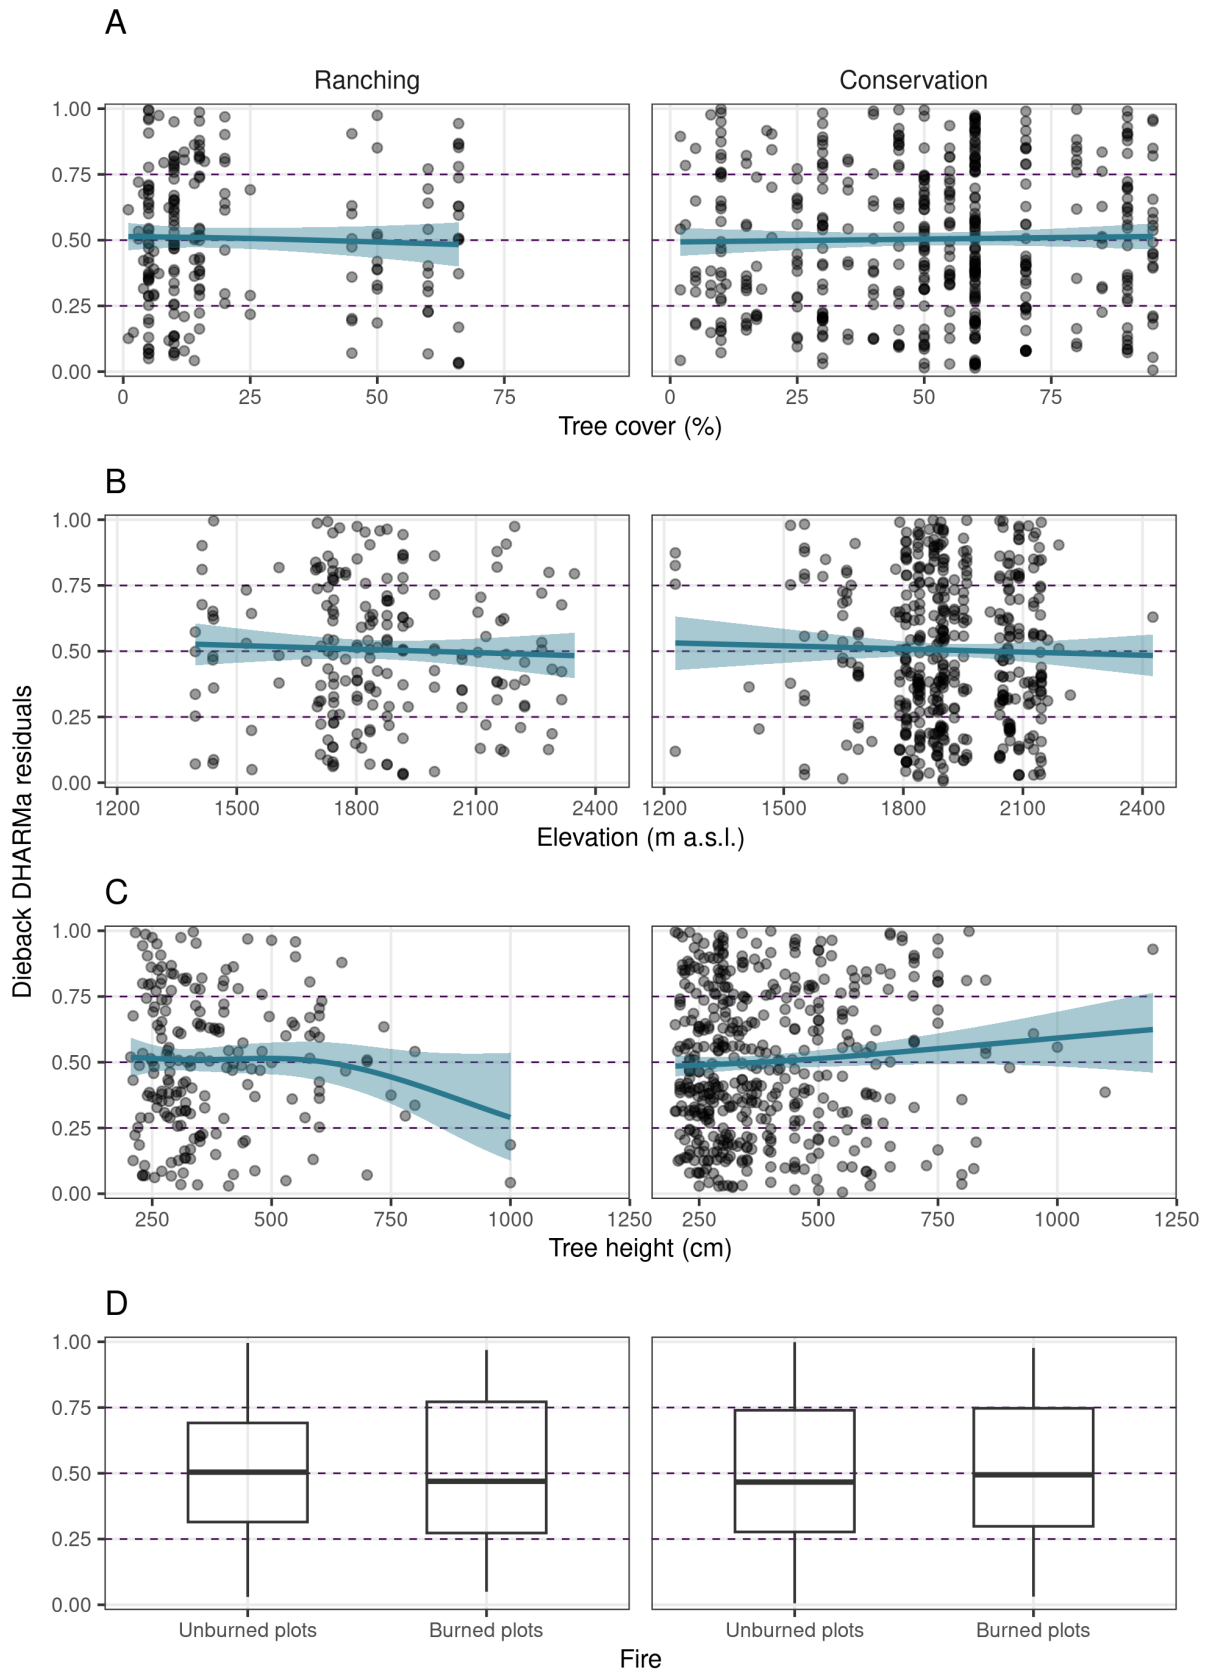 A
Ranching
Conservation
1.00
0.75
0.50
0.25
0.00
0 25 50 75
0 25 50 75
Tree cover (%)
B
1.00
0.75
0.50
0.25
0.00
1200 1500 1800 2100 2400
1200 1500 1800 2100 2400
Elevation (m a.s.l.)
Dieback DHARMa residuals
C
1.00
0.75
0.50
0.25
0.00
250 500 750 1000 1250
250 500 750 1000 1250
Tree height (cm)
D
1.00
0.75
0.50
0.25
0.00
Unburned plots Burned plots
Unburned plots Burned plots
Fire